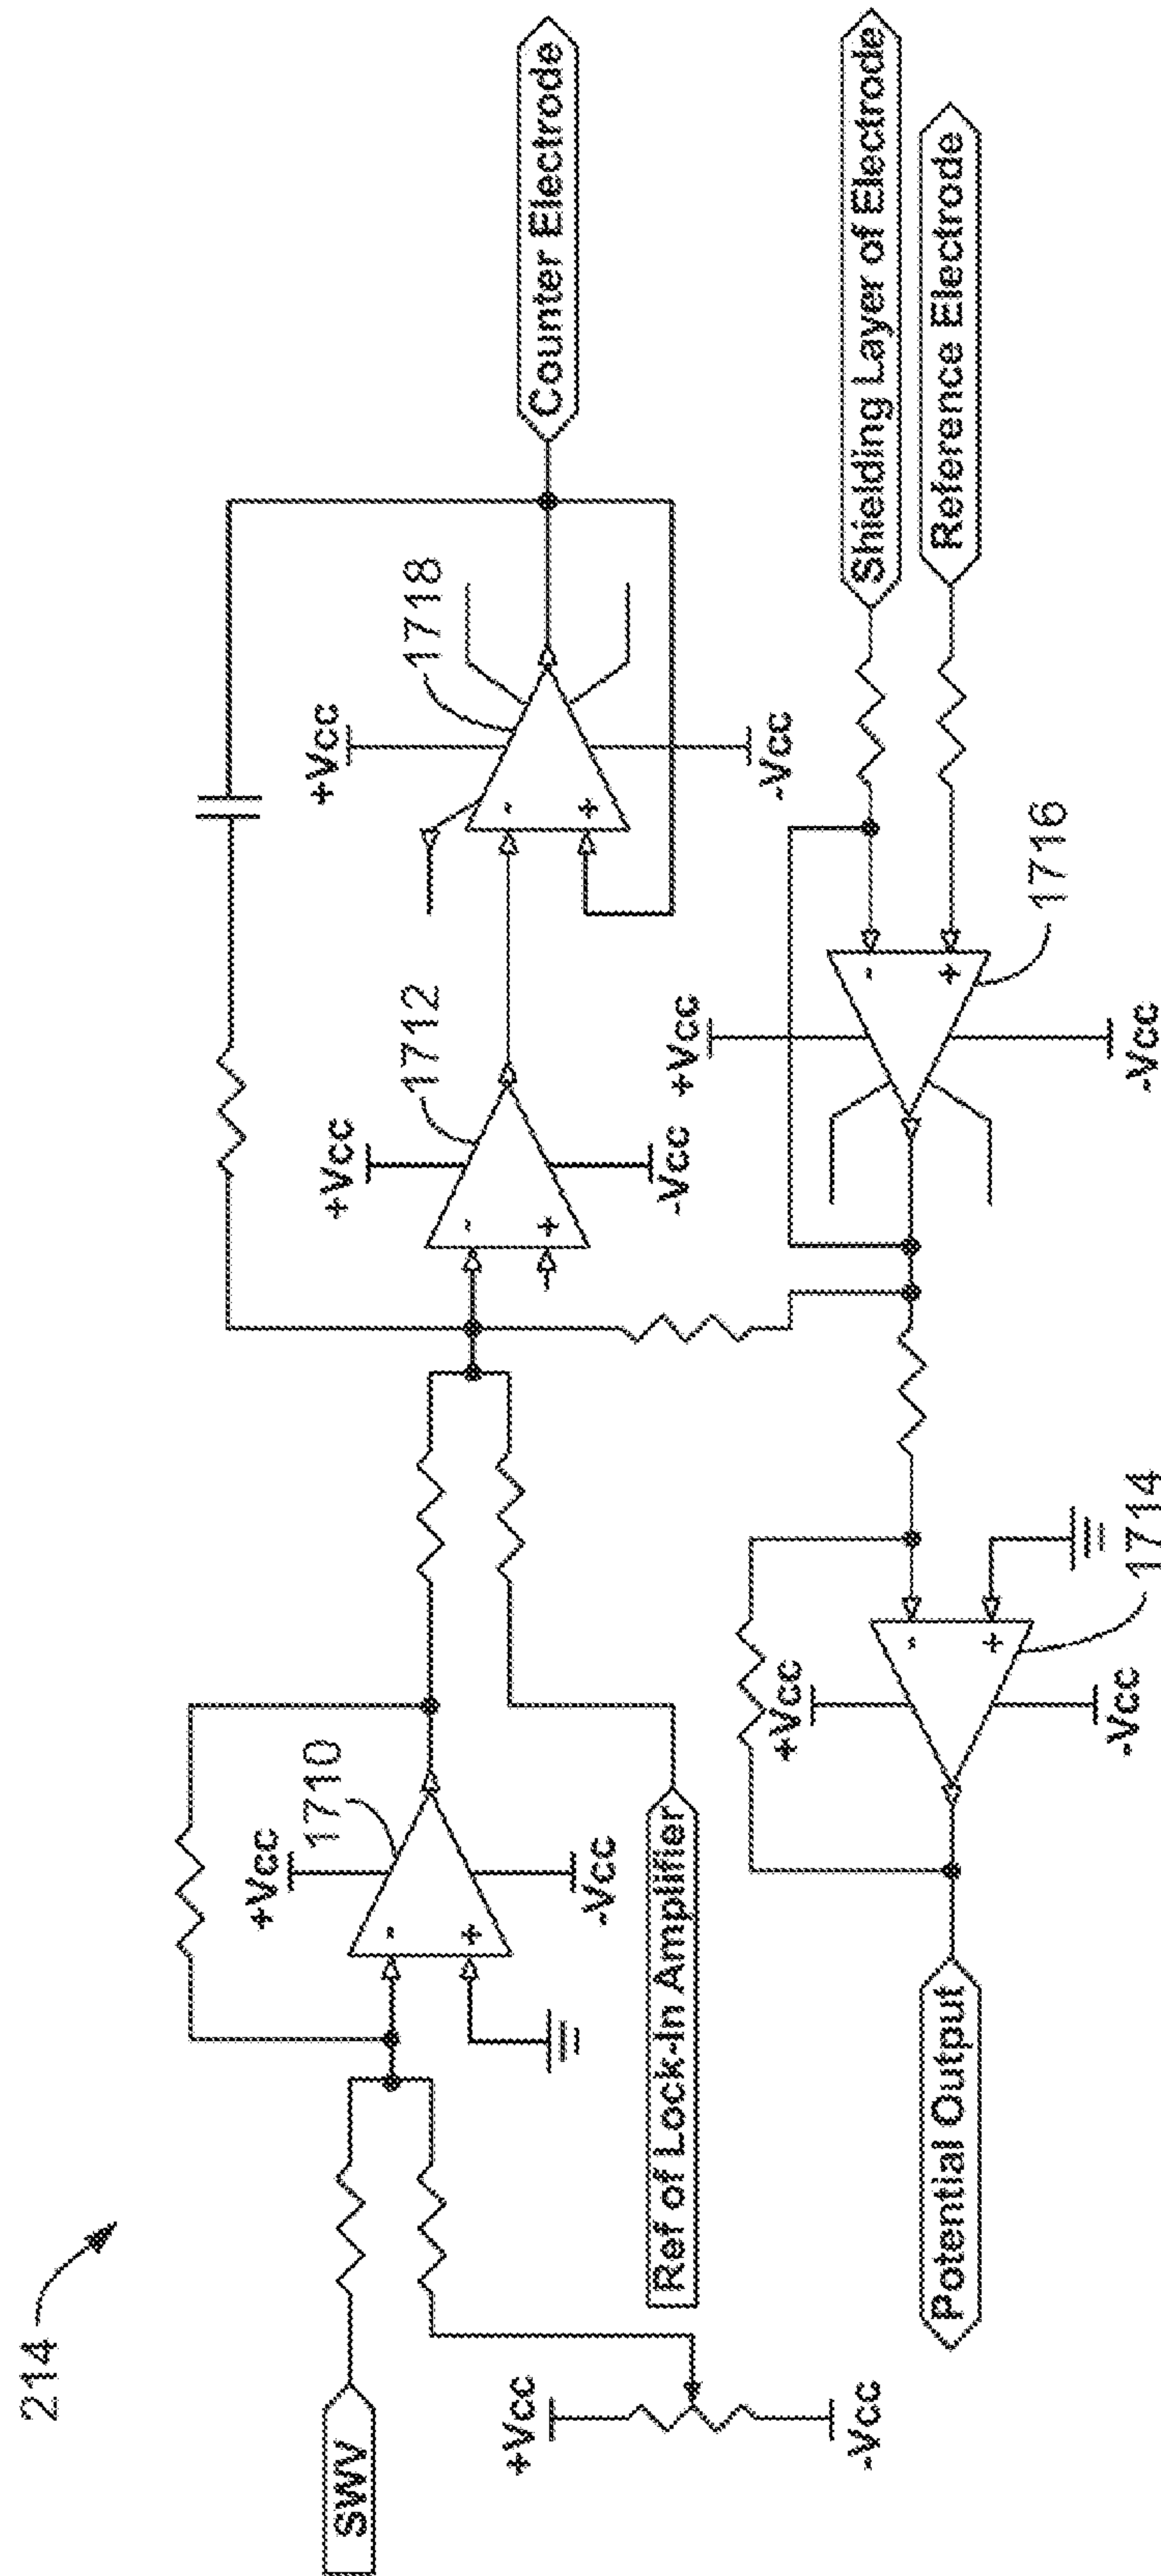 214
SWV
+Vcc
-Vcc
+Vcc
1710
-
+
-Vcc
Ref of Lock-In Amplifier
+Vcc
1712
-
+
-Vcc
+Vcc
1718
-
+
-Vcc
Counter Electrode
Shielding Layer of Electrode
Reference Electrode
+Vcc
-
+
1716
-Vcc
+Vcc
-
+
1714
-Vcc
Potential Output